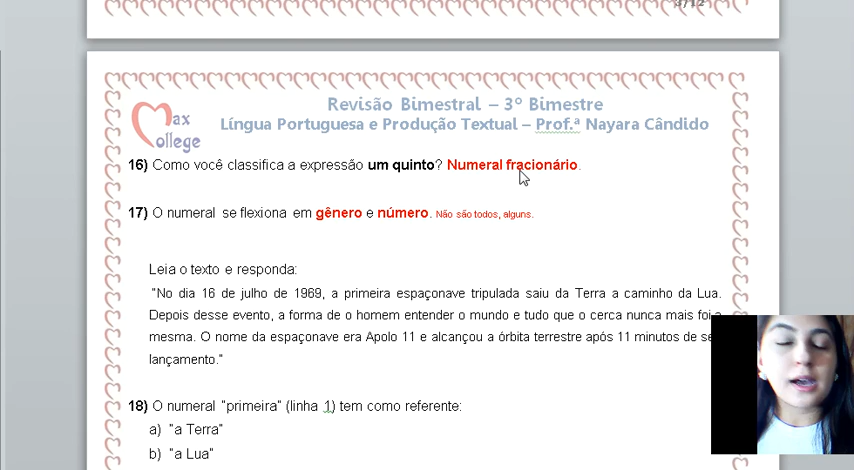 3/12
Revisão Bimestral – 3º Bimestre
Língua Portuguesa e Produção Textual – Prof.ª Nayara Cândido
Max
College
16) Como você classifica a expressão um quinto? Numeral fracionário.
17) O numeral se flexiona em gênero e número. Não são todos, alguns.
Leia o texto e responda:
"No dia 16 de julho de 1969, a primeira espaçonave tripulada saiu da Terra a caminho da Lua.
Depois desse evento, a forma de o homem entender o mundo e tudo que o cerca nunca mais foi a
mesma. O nome da espaçonave era Apolo 11 e alcançou a órbita terrestre após 11 minutos de
lançamento."
18) O numeral "primeira" (linha 1) tem como referente:
a) "a Terra"
b) "a Lua"